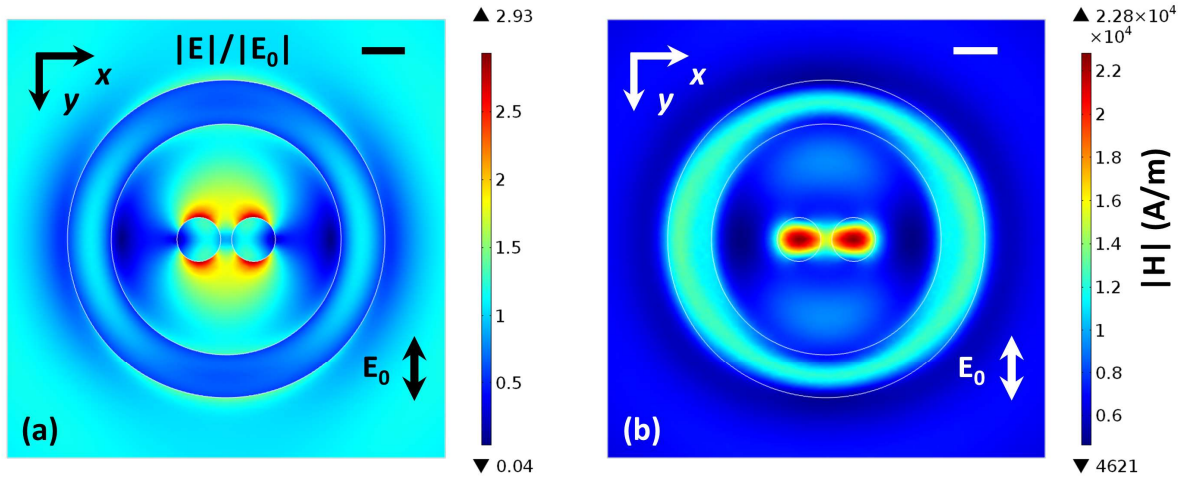 |E|/|E₀|
x
y
E₀
(a)
2.93
2.5
2
1.5
1
0.5
0.04
x
y
E₀
(b)
2.28×10⁴
×10⁴
2.2
2
1.8
1.6
1.4
1.2
1
0.8
0.6
4621
|H| (A/m)